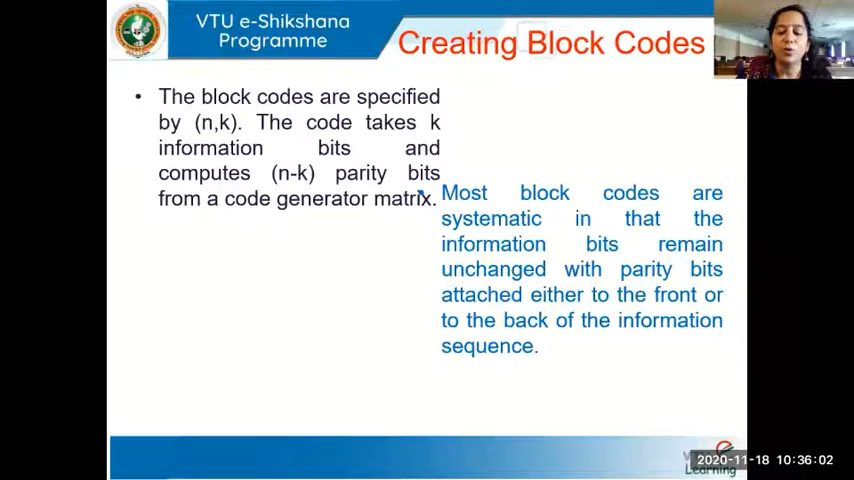 VTU e-Shikshana
Programme
Creating Block Codes
• The block codes are specified
by (n,k). The code takes k
information bits and
computes (n-k) parity bits
from a code generator matrix.
Most block codes are
systematic in that the
information bits remain
unchanged with parity bits
attached either to the front or
to the back of the information
sequence.
2020-11-18 10:36:02
Learning